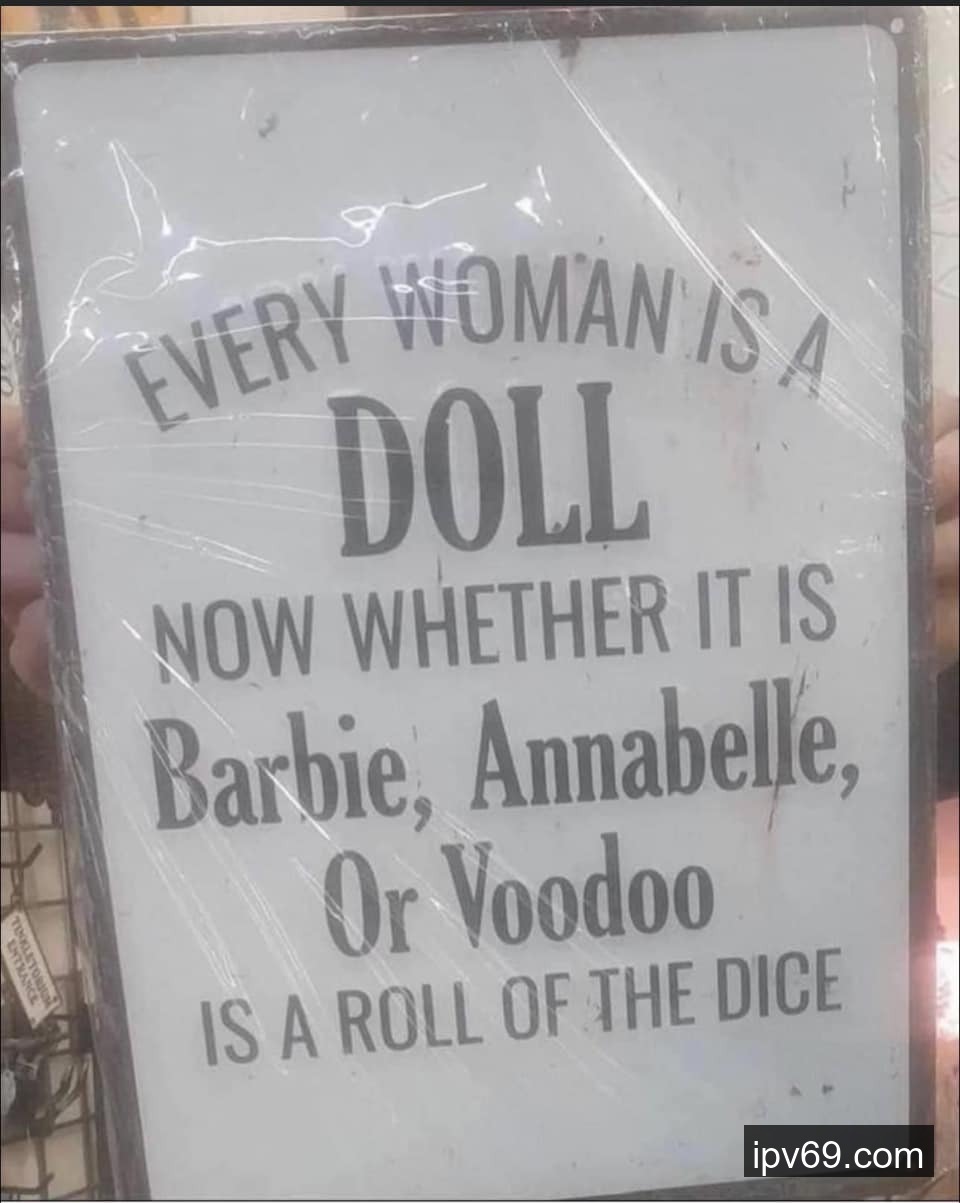 EVERY WOMAN IS A
DOLL
NOW WHETHER IT IS
Barbie, Annabelle,
Or Voodoo
IS A ROLL OF THE DICE
ENTRANCE
ipv69.com